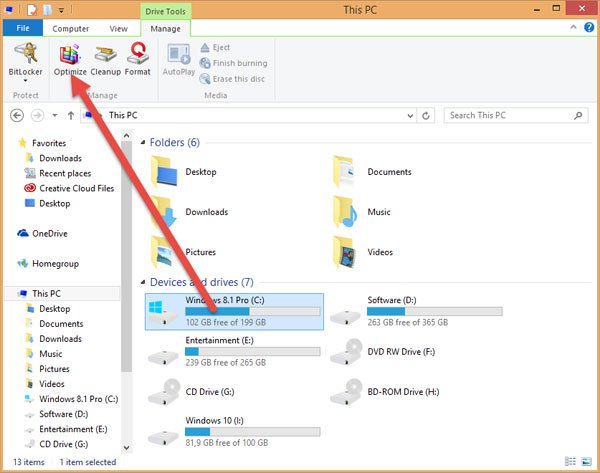 Drive Tools
This PC
File
Computer
View
Manage
BitLocker
Optimize
Cleanup
Format
AutoPlay
Eject
Finish burning
Erase this disc
Protect
Manage
Media
This PC
Search This PC
Favorites
Downloads
Recent places
Creative Cloud Files
Desktop
OneDrive
Homegroup
This PC
Desktop
Documents
Downloads
Music
Pictures
Videos
Windows 8.1 Pro (C:)
Software (D:)
Entertainment (E:)
CD Drive (G:)
Folders (6)
Desktop
Documents
Downloads
Music
Pictures
Videos
Devices and drives (7)
Windows 8.1 Pro (C:)
102 GB free of 199 GB
Software (D:)
263 GB free of 365 GB
Entertainment (E:)
239 GB free of 265 GB
DVD RW Drive (F:)
CD Drive (G:)
BD-ROM Drive (H:)
Windows 10 (I:)
81,9 GB free of 100 GB
13 items
1 item selected